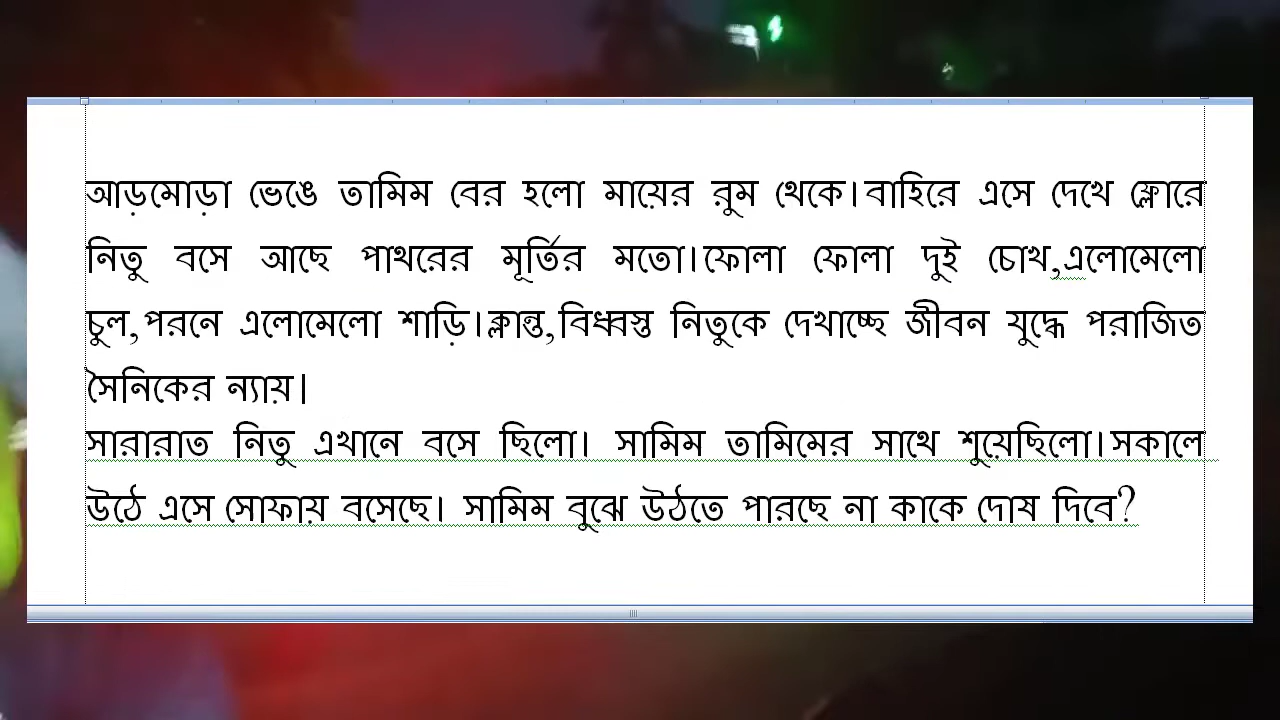 আড়মোড়া ভেঙে তামিম বের হলো মায়ের রুম থেকে।বাহিরে এসে দেখে ফ্লোরে
নিতু বসে আছে পাথরের মূর্তির মতো।ফোলা ফোলা দুই চোখ,এলোমেলো
চুল,পরনে এলোমেলো শাড়ি।ক্লান্ত,বিধ্বস্ত নিতুকে দেখাচ্ছে জীবন যুদ্ধে পরাজিত
সৈনিকের ন্যায়।
সারারাত নিতু এখানে বসে ছিলো। সামিম তামিমের সাথে শুয়েছিলো।সকালে
উঠে এসে সোফায় বসেছে। সামিম বুঝে উঠতে পারছে না কাকে দোষ দিবে?